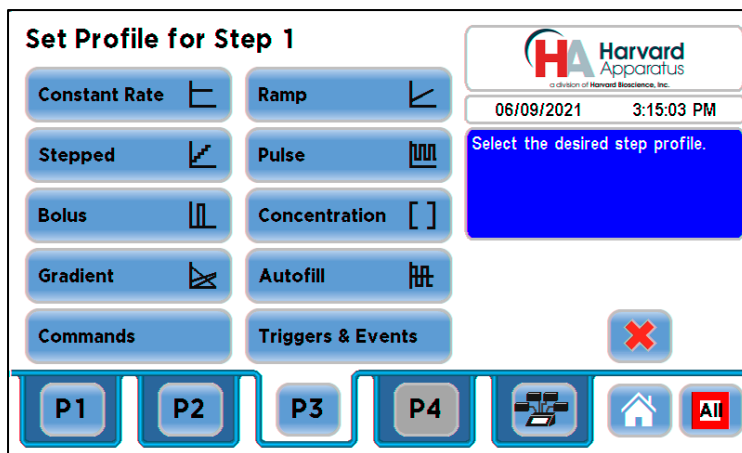 Set Profile for Step 1
Constant Rate
Ramp
Stepped
Pulse
Bolus
Concentration [ ]
Gradient
Autofill
Commands
Triggers & Events
HA Harvard
Apparatus
a division of Harvard Bioscience, Inc.
06/09/2021 3:15:03 PM
Select the desired step profile.
P1
P2
P3
P4
All